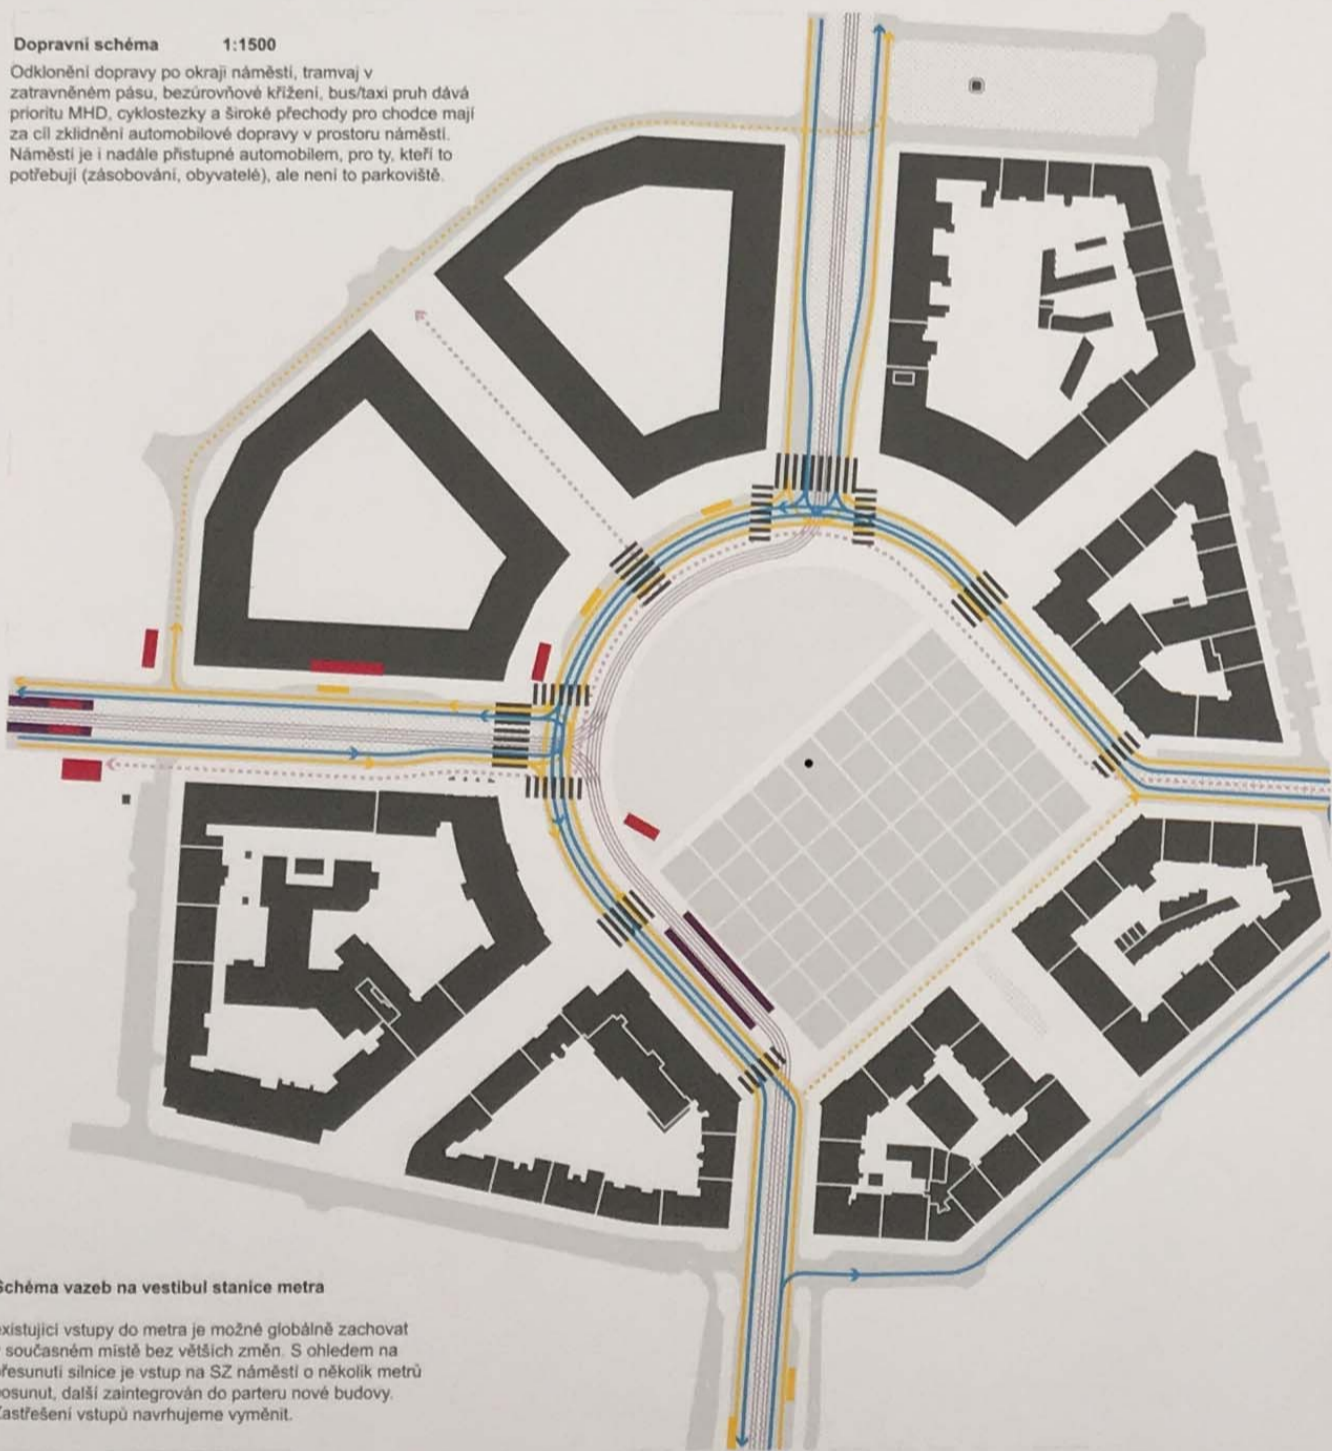 Dopravní schéma 1:1500
Odklonění dopravy po okraji náměstí, tramvaj v
zatravněném pásu, bezúrovňové křížení, bus/taxi pruh dává
prioritu MHD, cyklostezky a široké přechody pro chodce mají
za cíl zklidnění automobilové dopravy v prostoru náměstí.
Náměstí je i nadále přístupné automobilem, pro ty, kteří to
potřebují (zásobování, obyvatelé), ale není to parkoviště.
Schéma vazeb na vestibul stanice metra
xistující vstupy do metra je možné globálně zachovat
současném místě bez větších změn. S ohledem na
řesunutí silnice je vstup na SZ náměstí o několik metrů
osunut, další zaintegrován do parteru nové budovy.
Zastřešení vstupů navrhujeme vyměnit.